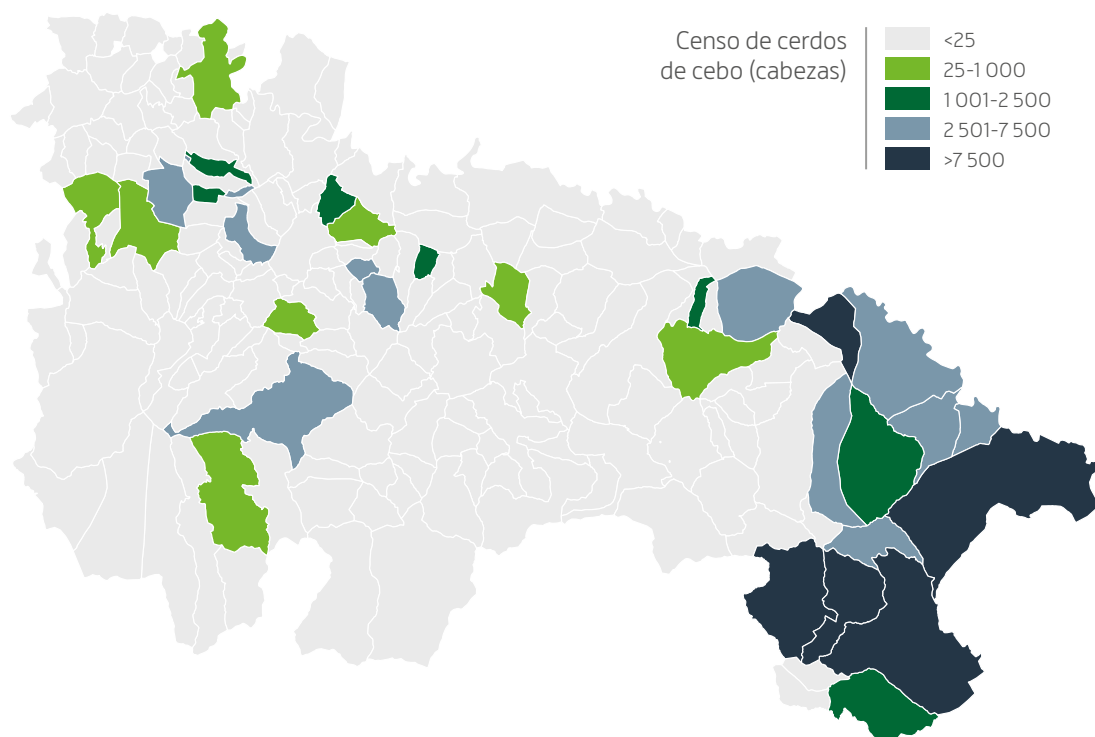 Censo de cerdos
de cebo (cabezas)
<25
25-1 000
1 001-2 500
2 501-7 500
>7 500